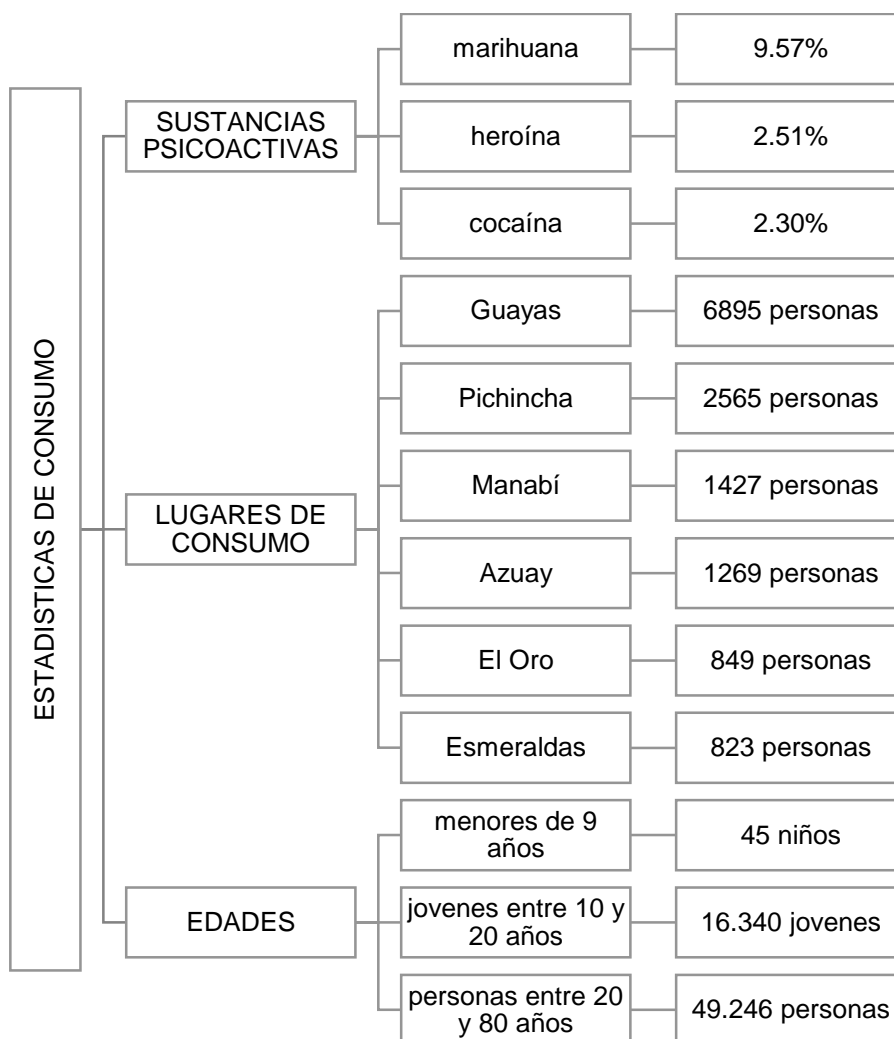 ESTADISTICAS DE CONSUMO
SUSTANCIAS
PSICOACTIVAS
marihuana
9.57%
heroína
2.51%
cocaína
2.30%
LUGARES DE
CONSUMO
Guayas
6895 personas
Pichincha
2565 personas
Manabí
1427 personas
Azuay
1269 personas
El Oro
849 personas
Esmeraldas
823 personas
EDADES
menores de 9
años
45 niños
jovenes entre 10 y
20 años
16.340 jovenes
personas entre 20
y 80 años
49.246 personas